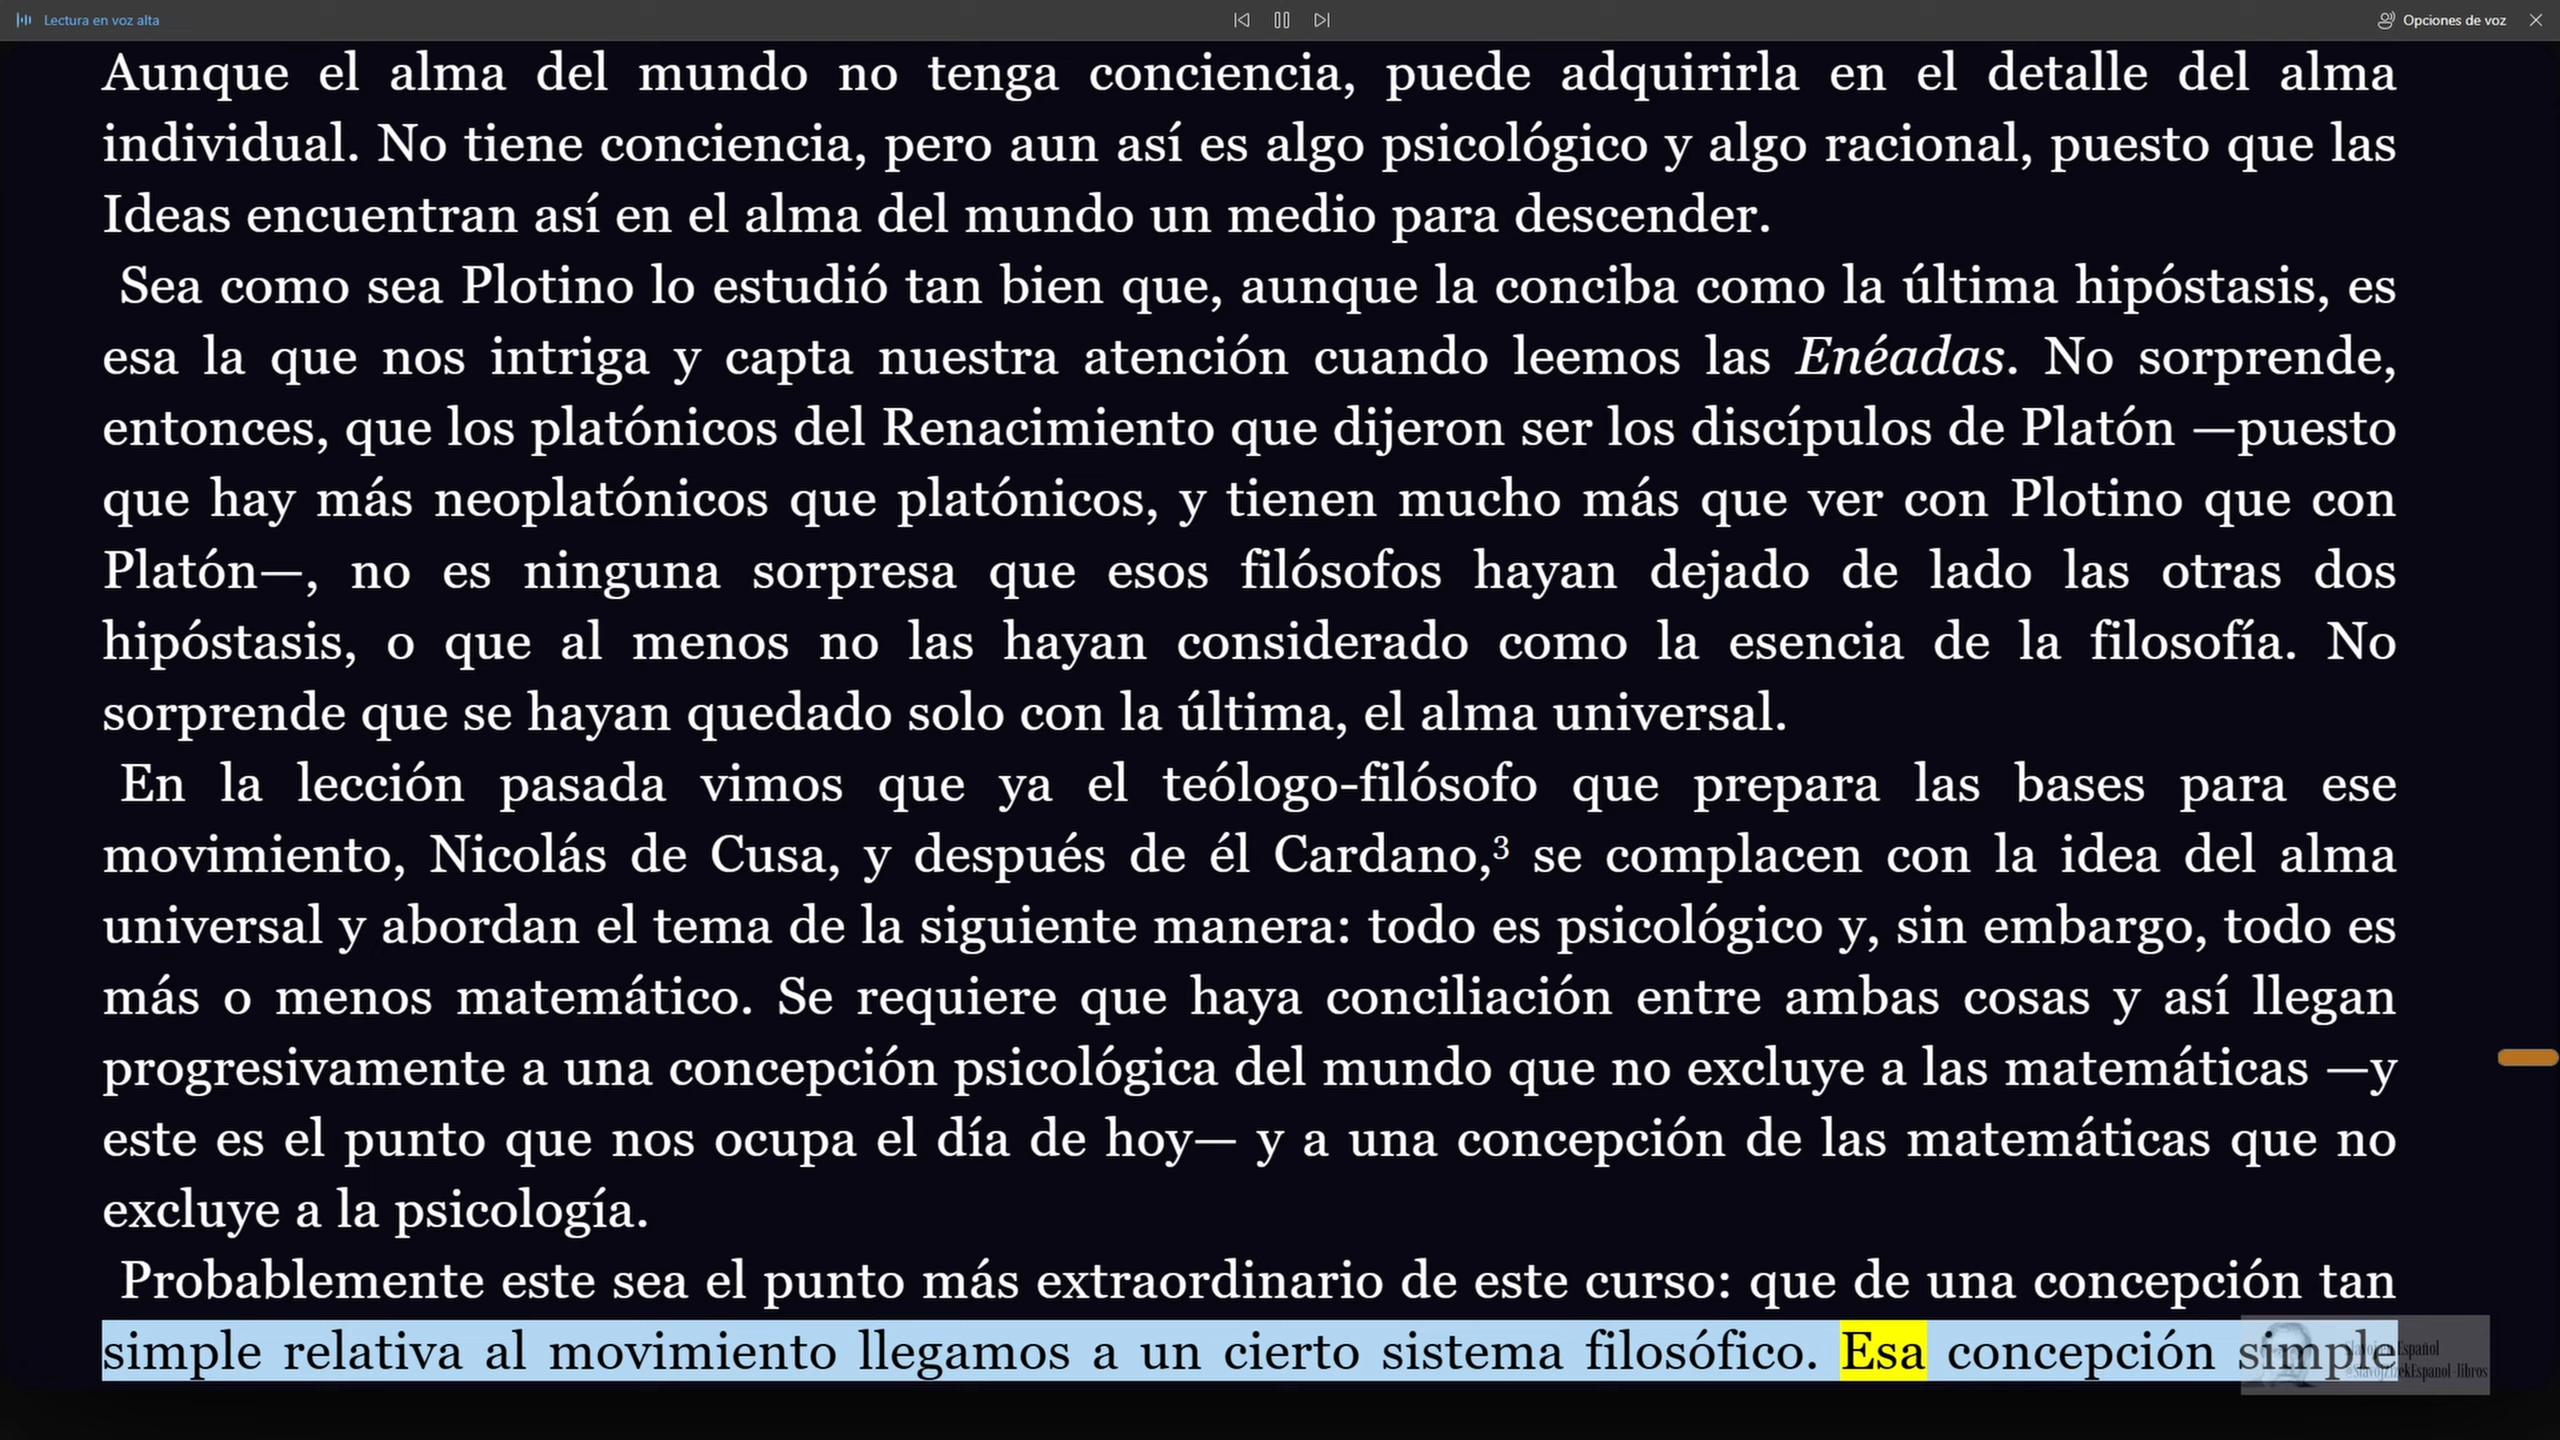 Lectura en voz alta
Opciones de voz
Aunque el alma del mundo no tenga conciencia, puede adquirirla en el detalle del alma
individual. No tiene conciencia, pero aun así es algo psicológico y algo racional, puesto que las
Ideas encuentran así en el alma del mundo un medio para descender.
Sea como sea Plotino lo estudió tan bien que, aunque la conciba como la última hipóstasis, es
esa la que nos intriga y capta nuestra atención cuando leemos las Enéadas. No sorprende,
entonces, que los platónicos del Renacimiento que dijeron ser los discípulos de Platón —puesto
que hay más neoplatónicos que platónicos, y tienen mucho más que ver con Plotino que con
Platón—, no es ninguna sorpresa que esos filósofos hayan dejado de lado las otras dos
hipóstasis, o que al menos no las hayan considerado como la esencia de la filosofía. No
sorprende que se hayan quedado solo con la última, el alma universal.
En la lección pasada vimos que ya el teólogo-filósofo que prepara las bases para ese
movimiento, Nicolás de Cusa, y después de él Cardano,³ se complacen con la idea del alma
universal y abordan el tema de la siguiente manera: todo es psicológico y, sin embargo, todo es
más o menos matemático. Se requiere que haya conciliación entre ambas cosas y así llegan
progresivamente a una concepción psicológica del mundo que no excluye a las matemáticas —y
este es el punto que nos ocupa el día de hoy— y a una concepción de las matemáticas que no
excluye a la psicología.
Probablemente este sea el punto más extraordinario de este curso: que de una concepción tan
simple relativa al movimiento llegamos a un cierto sistema filosófico. Esa concepción simple
Español